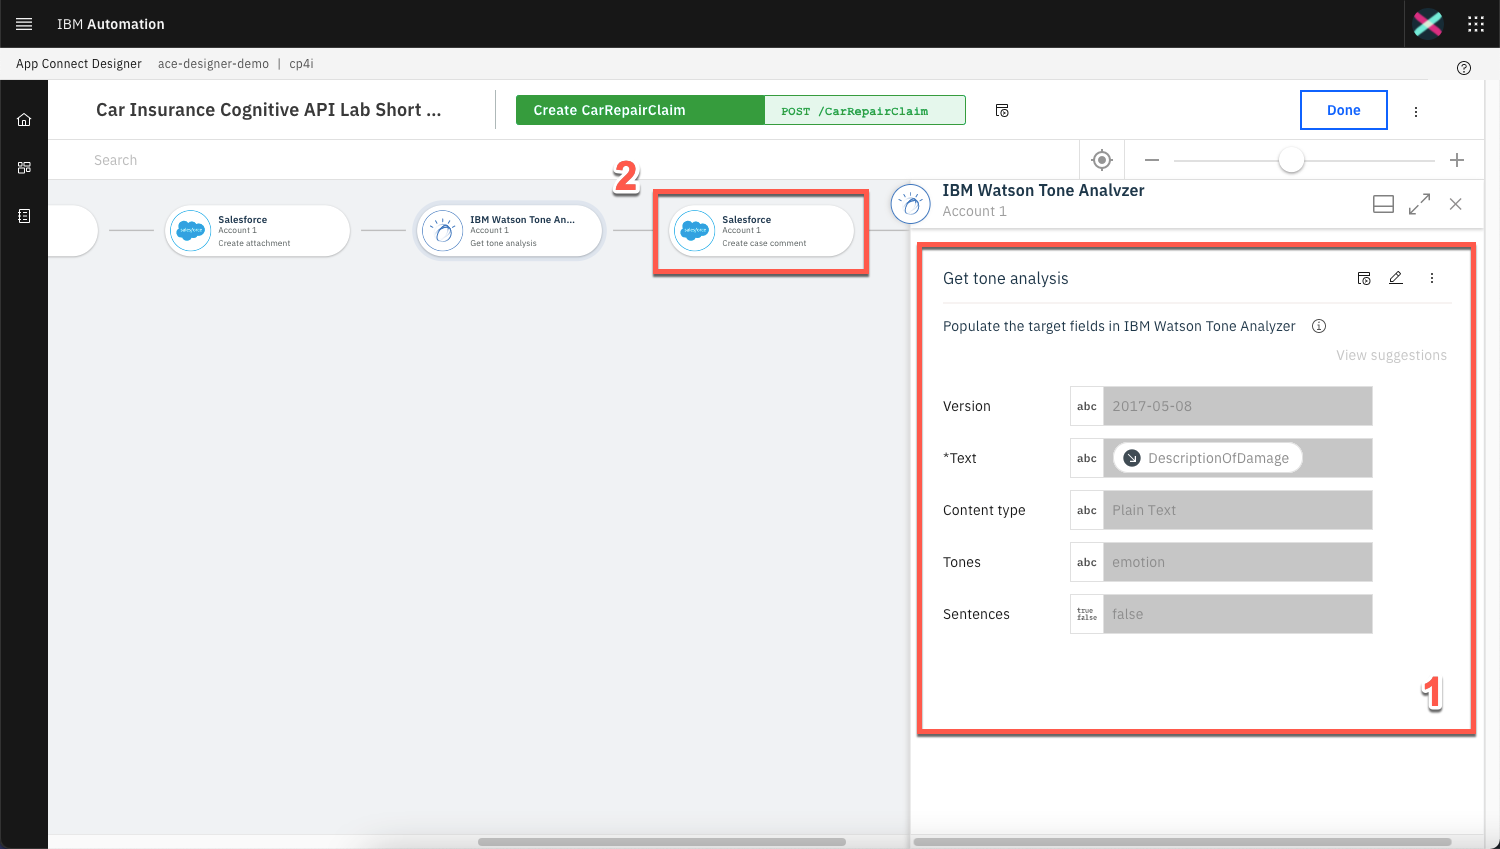 IBM Automation
App Connect Designer ace-designer-demo | cp4i
Car Insurance Cognitive API Lab Short ...
Create CarRepairClaim
POST /CarRepairClaim
Done
Search
2
Salesforce
Account 1
Create attachment
IBM Watson Tone An...
Account 1
Get tone analysis
Salesforce
Account 1
Create case comment
IBM Watson Tone Analyzer
Account 1
Get tone analysis
Populate the target fields in IBM Watson Tone Analyzer
View suggestions
Version
abc
2017-05-08
*Text
abc
DescriptionOfDamage
Content type
abc
Plain Text
Tones
abc
emotion
Sentences
true
false
false
1